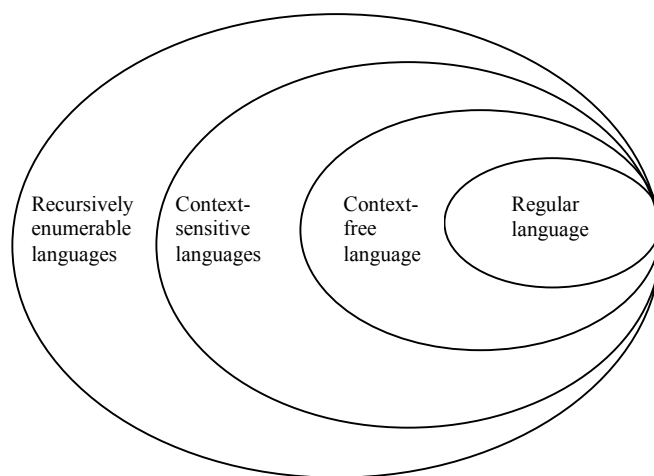 Recursively
enumerable
languages
Context-
sensitive
languages
Context-
free
language
Regular
language